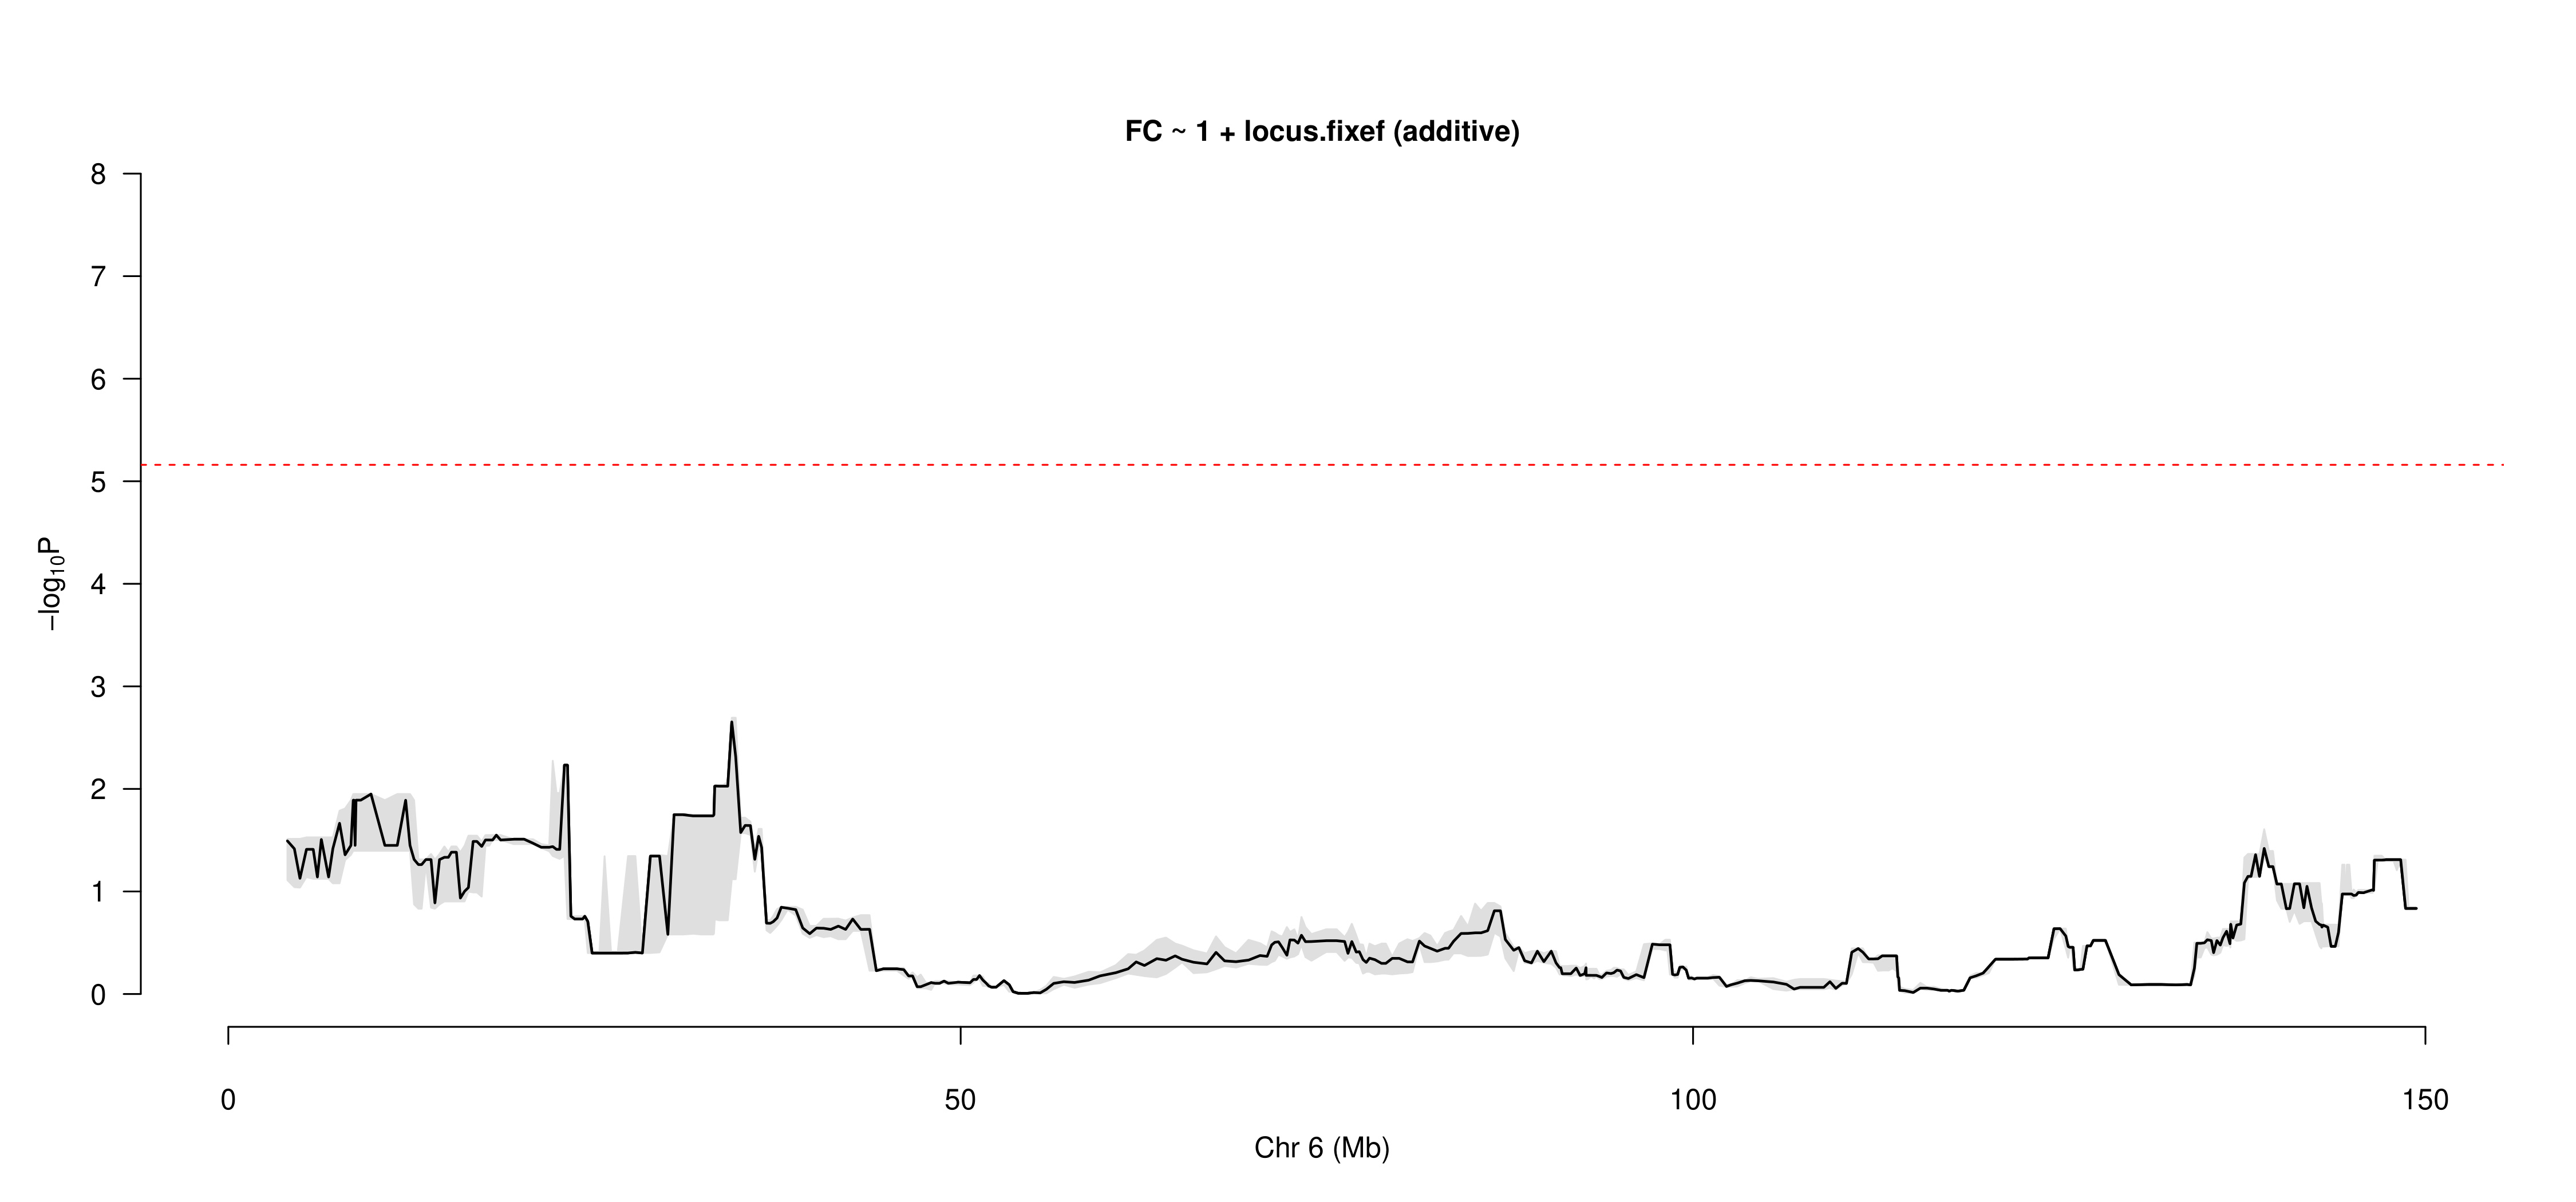 FC ~ 1 + locus.fixef (additive)
8
7
6
5
4
3
2
1
0
−log10P
0 50 100 150
Chr 6 (Mb)